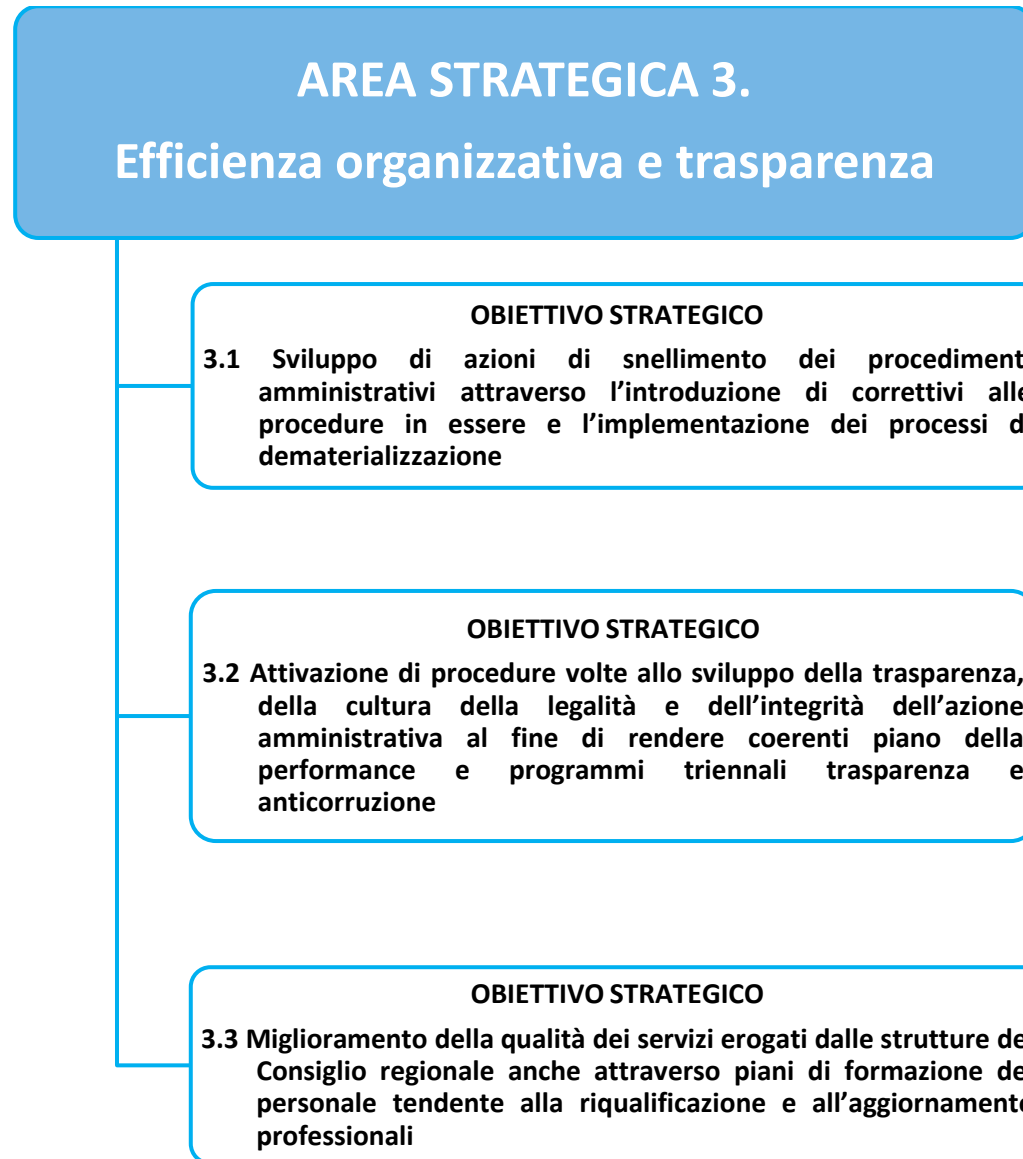 AREA STRATEGICA 3.
Efficienza organizzativa e trasparenza
OBIETTIVO STRATEGICO
3.1 Sviluppo di azioni di snellimento dei procediment
amministrativi attraverso l’introduzione di correttivi alle
procedure in essere e l’implementazione dei processi d
dematerializzazione
OBIETTIVO STRATEGICO
3.2 Attivazione di procedure volte allo sviluppo della trasparenza,
della cultura della legalità e dell’integrità dell’azione
amministrativa al fine di rendere coerenti piano della
performance e programmi triennali trasparenza e
anticorruzione
OBIETTIVO STRATEGICO
3.3 Miglioramento della qualità dei servizi erogati dalle strutture de
Consiglio regionale anche attraverso piani di formazione de
personale tendente alla riqualificazione e all’aggiornamento
professionali